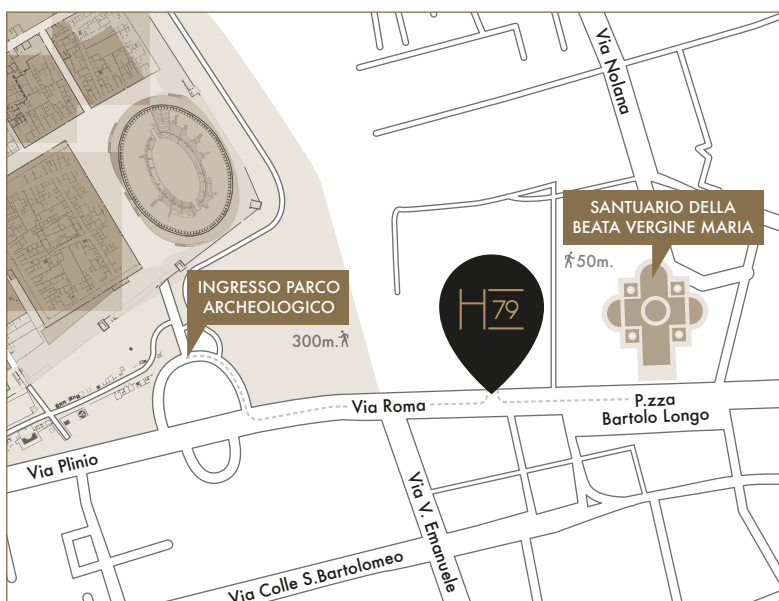 Via Nolana
SANTUARIO DELLA
BEATA VERGINE MARIA
50m.
INGRESSO PARCO
ARCHEOLOGICO
300m.
H79
Via Roma
P.zza
Bartolo Longo
Via Plinio
Via V. Emanuele
Via Colle S.Bartolomeo